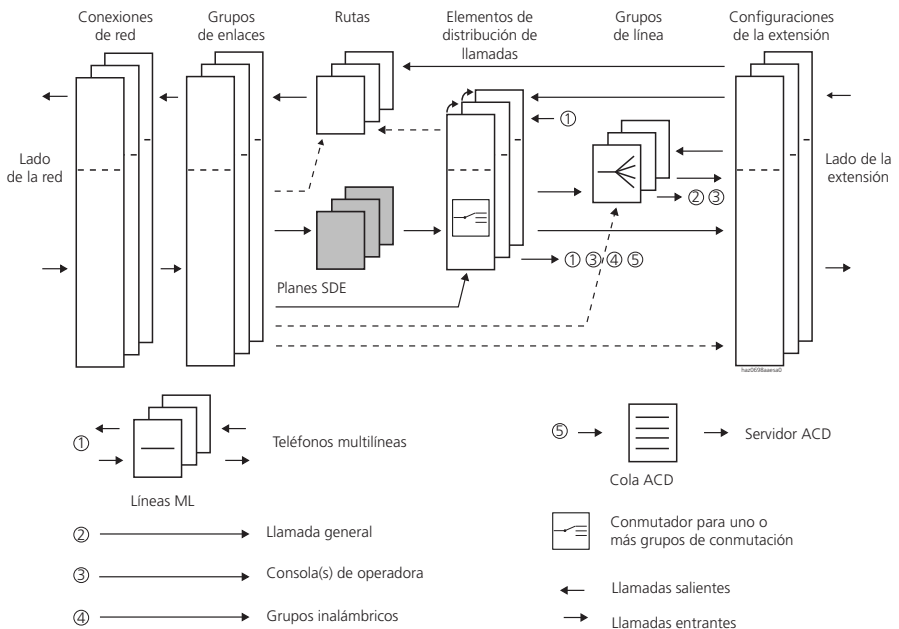 Conexiones
de red
Grupos
de enlaces
Rutas
Elementos de
distribución de
llamadas
Grupos
de línea
Configuraciones
de la extensión
①
Lado
de la red
Lado de la
extensión
② ③
① ③ ④ ⑤
Planes SDE
haz0698aaesa0
①
Teléfonos multilíneas
Líneas ML
⑤
Servidor ACD
Cola ACD
② Llamada general
③ Consola(s) de operadora
④ Grupos inalámbricos
Conmutador para uno o
más grupos de conmutación
Llamadas salientes
Llamadas entrantes